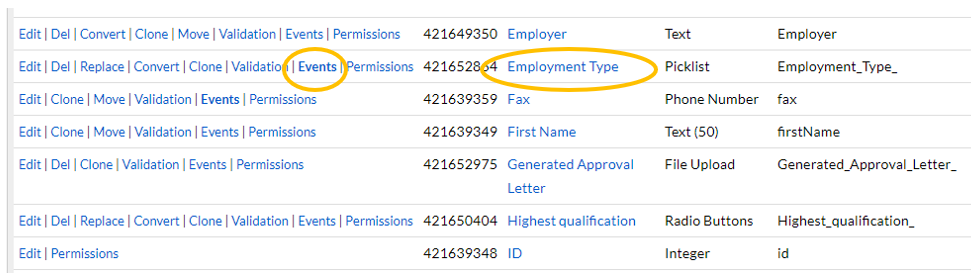 Edit | Del | Convert | Clone | Move | Validation | Events | Permissions 421649350 Employer Text Employer
Edit | Del | Replace | Convert | Clone | Validation | Events | Permissions 421652864 Employment Type Picklist Employment_Type_
Edit | Clone | Move | Validation | Events | Permissions 421639359 Fax Phone Number fax
Edit | Clone | Move | Validation | Events | Permissions 421639349 First Name Text (50) firstName
Edit | Del | Clone | Validation | Events | Permissions 421652975 Generated Approval File Upload Generated_Approval_Letter_
Letter
Edit | Del | Replace | Convert | Clone | Validation | Events | Permissions 421650404 Highest qualification Radio Buttons Highest_qualification_
Edit | Permissions 421639348 ID Integer id